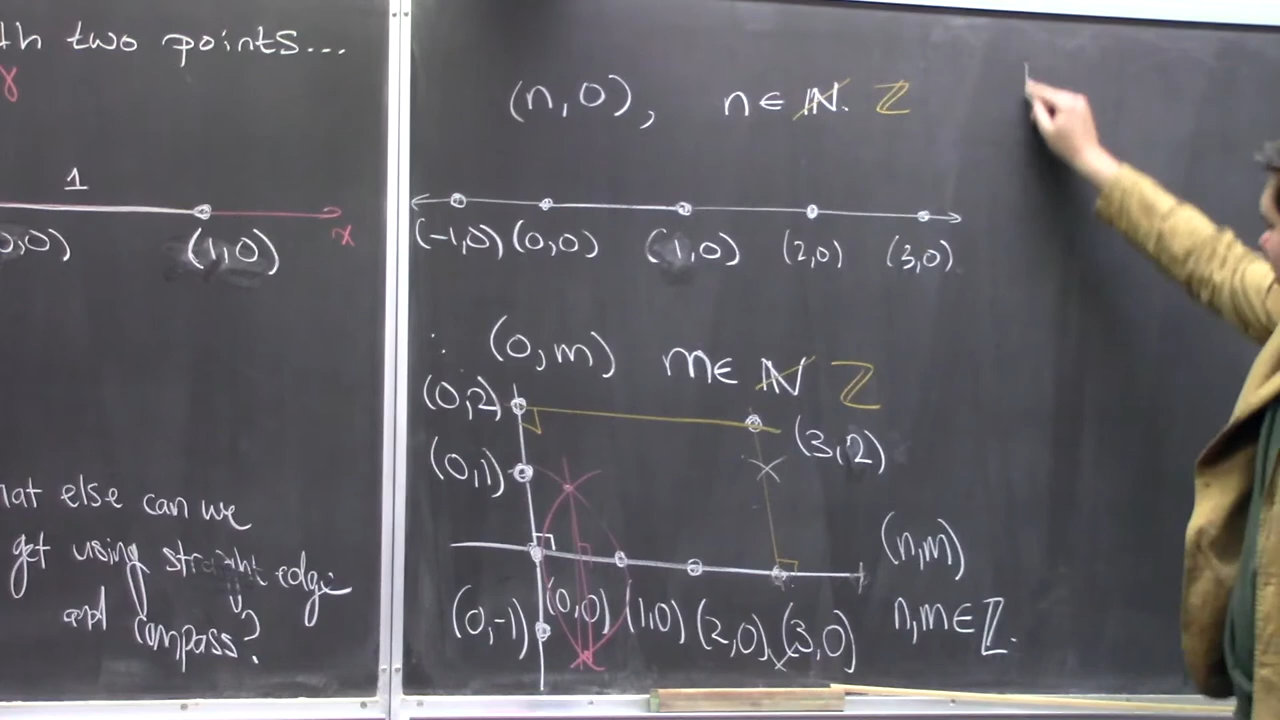 th two points...
y
1
0,0)
(1,0)
x
hat else can we
get using straight edge
and compass?
(n,0), n∈ℕ. ℤ
(-1,0) (0,0) (1,0) (2,0) (3,0)
∴ (0,m) m∈ℕ ℤ
(0,2)
(3,2)
(0,1)
(n,m)
(0,-1) (0,0) (1,0) (2,0) (3,0)
n,m∈ℤ.